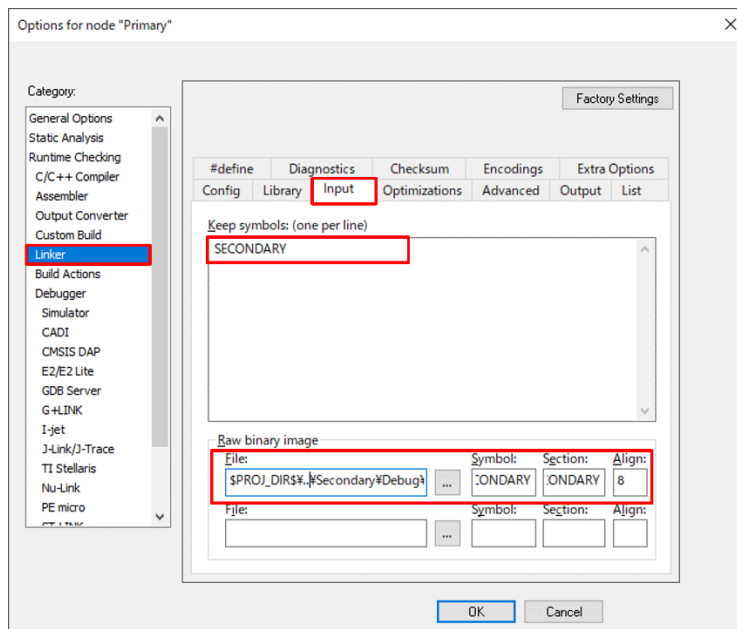 Options for node "Primary"
Category:
General Options
Static Analysis
Runtime Checking
C/C++ Compiler
Assembler
Output Converter
Custom Build
Linker
Build Actions
Debugger
Simulator
CADI
CMSIS DAP
E2/E2 Lite
GDB Server
G+LINK
I-jet
J-Link/J-Trace
TI Stellaris
Nu-Link
PE micro
ST-LINK
Factory Settings
#define Diagnostics Checksum Encodings Extra Options
Config Library Input Optimizations Advanced Output List
Keep symbols: (one per line)
SECONDARY
Raw binary image
File: Symbol: Section: Align:
$PROJ_DIR$¥..¥Secondary¥Debug¥ ... CONDARY CONDARY 8
File: Symbol: Section: Align:
...
OK Cancel